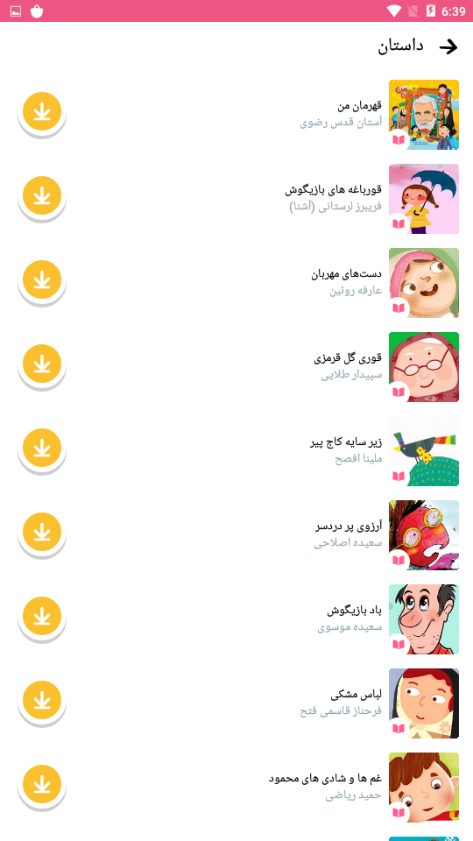 6:39
داستان
قهرمان من
آستان قدس رضوی
قورباغه های بازیگوش
فریبرز لرستانی (آشنا)
دست‌های مهربان
عارفه روئین
قوری گل قرمزی
سپیدار طلایی
زیر سایه کاج پیر
ملینا افصح
آرزوی پر دردسر
سعیده اصلاحی
باد بازیگوش
سعیده موسوی
لباس مشکی
فرحناز قاسمی فتح
غم ها و شادی های محمود
حمید ریاضی